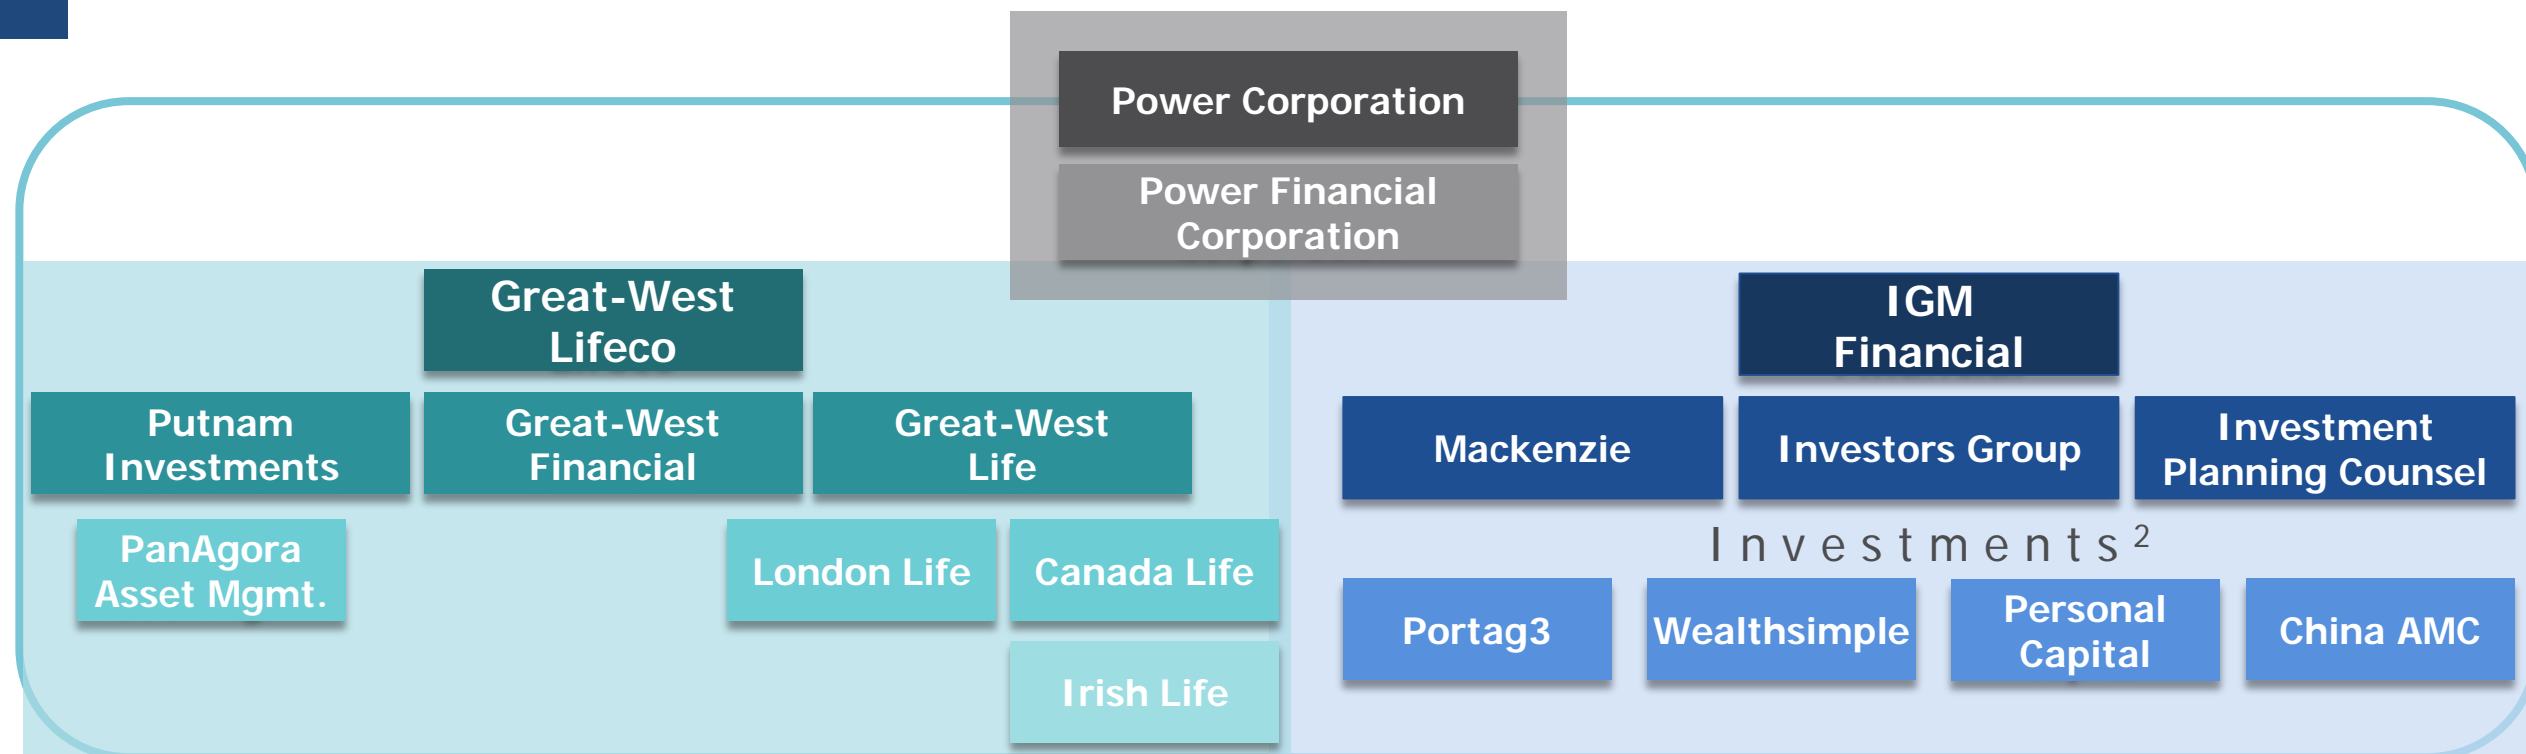 Power Corporation
Power Financial
Corporation
Great-West
Lifeco
IGM
Financial
Putnam
Investments
Great-West
Financial
Great-West
Life
Mackenzie
Investors Group
Investment
Planning Counsel
PanAgora
Asset Mgmt.
London Life
Canada Life
Irish Life
Investments²
Portag3
Wealthsimple
Personal
Capital
China AMC